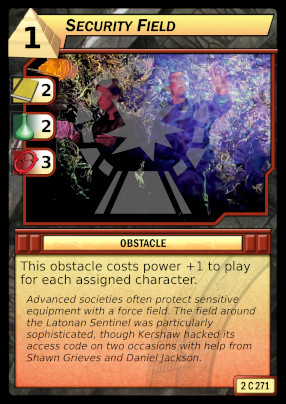 1
SECURITY FIELD
2
2
3
OBSTACLE
This obstacle costs power +1 to play
for each assigned character.
Advanced societies often protect sensitive
equipment with a force field. The field around
the Latonan Sentinel was particularly
sophisticated, though Kershaw hacked its
access code on two occasions with help from
Shawn Grieves and Daniel Jackson.
2 C 271